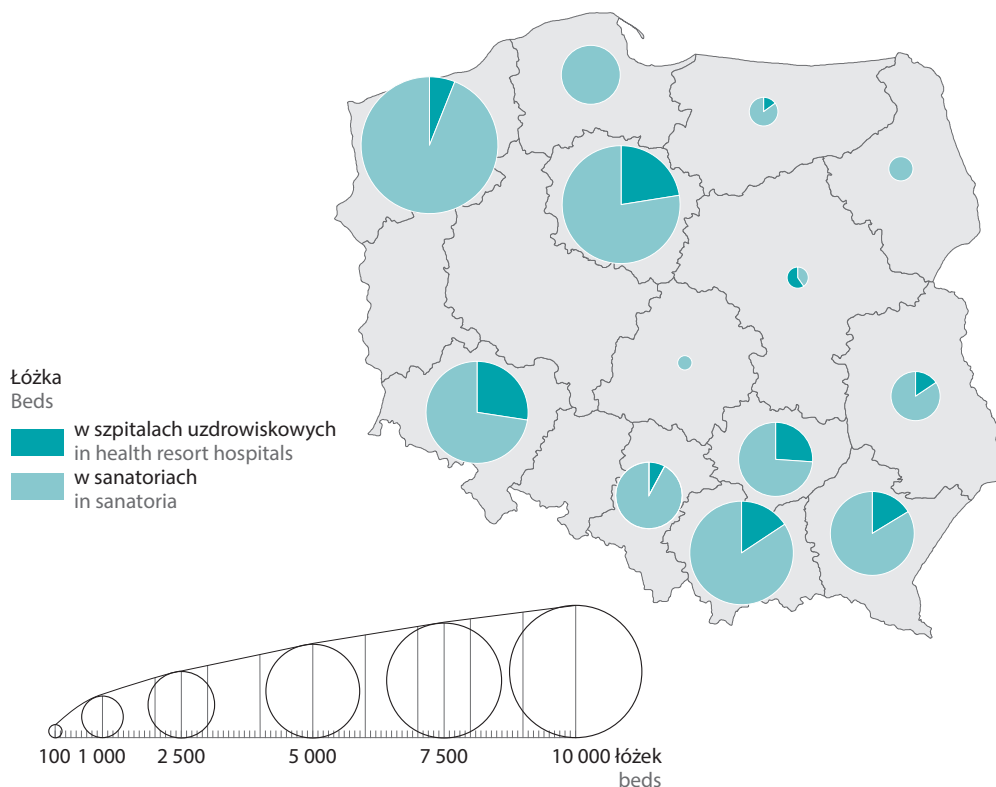 Łóżka
Beds
w szpitalach uzdrowiskowych
in health resort hospitals
w sanatoriach
in sanatoria
100 1 000 2 500 5 000 7 500 10 000 łóżek
beds